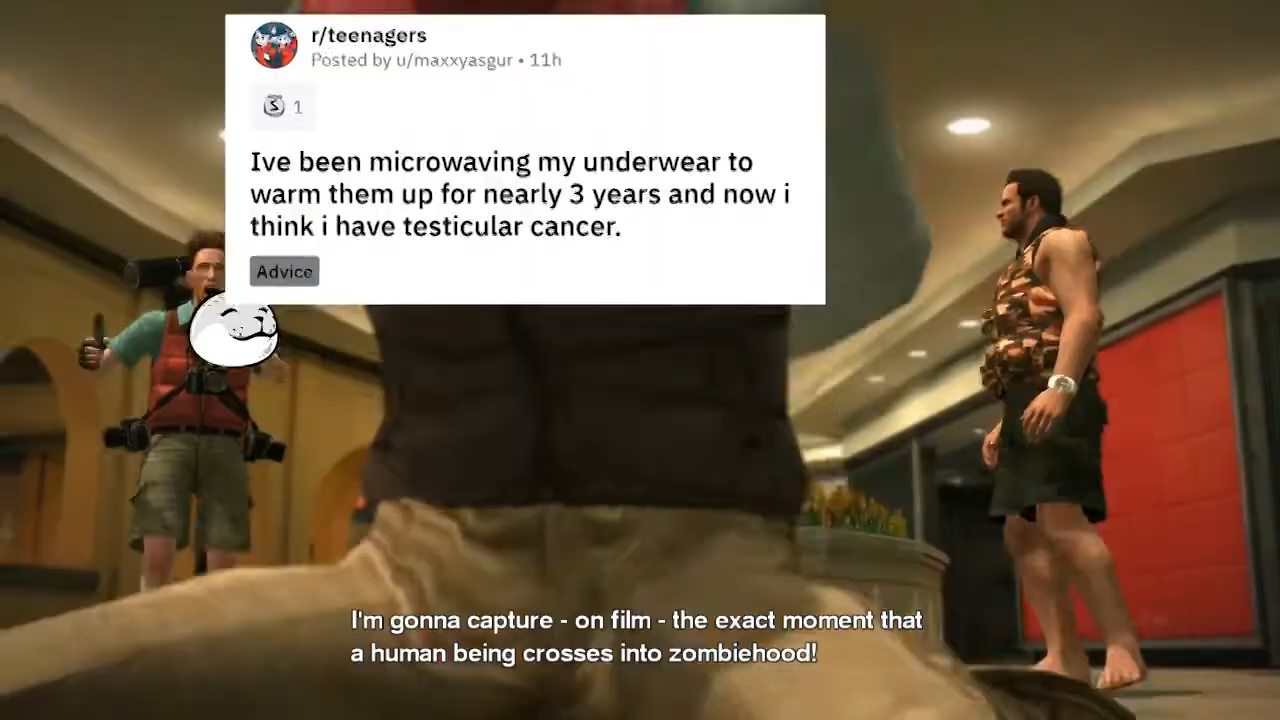 r/teenagers
Posted by u/maxxyasgur • 11h
1
Ive been microwaving my underwear to
warm them up for nearly 3 years and now i
think i have testicular cancer.
Advice
I'm gonna capture - on film - the exact moment that
a human being crosses into zombiehood!